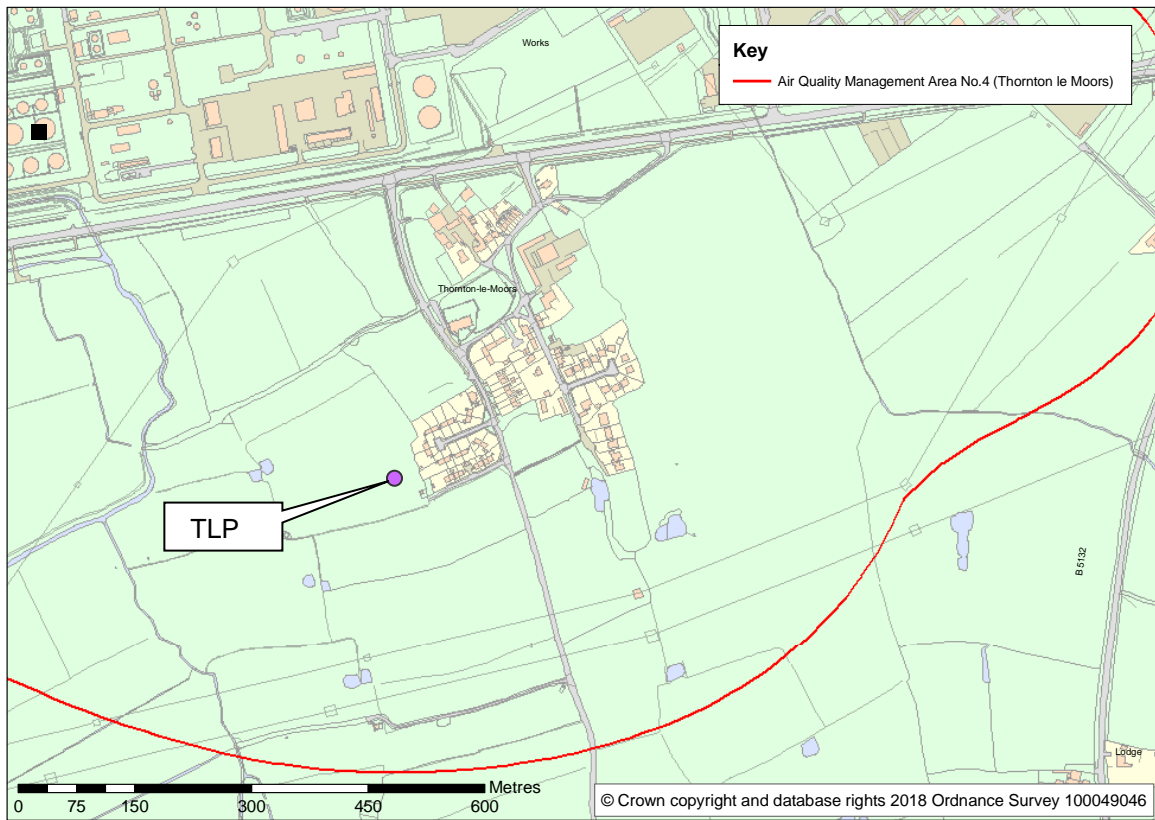 Works
Key
Air Quality Management Area No.4 (Thornton le Moors)
Thornton-le-Moors
TLP
B 5132
Lodge
Metres
0 75 150 300 450 600
© Crown copyright and database rights 2018 Ordnance Survey 100049046